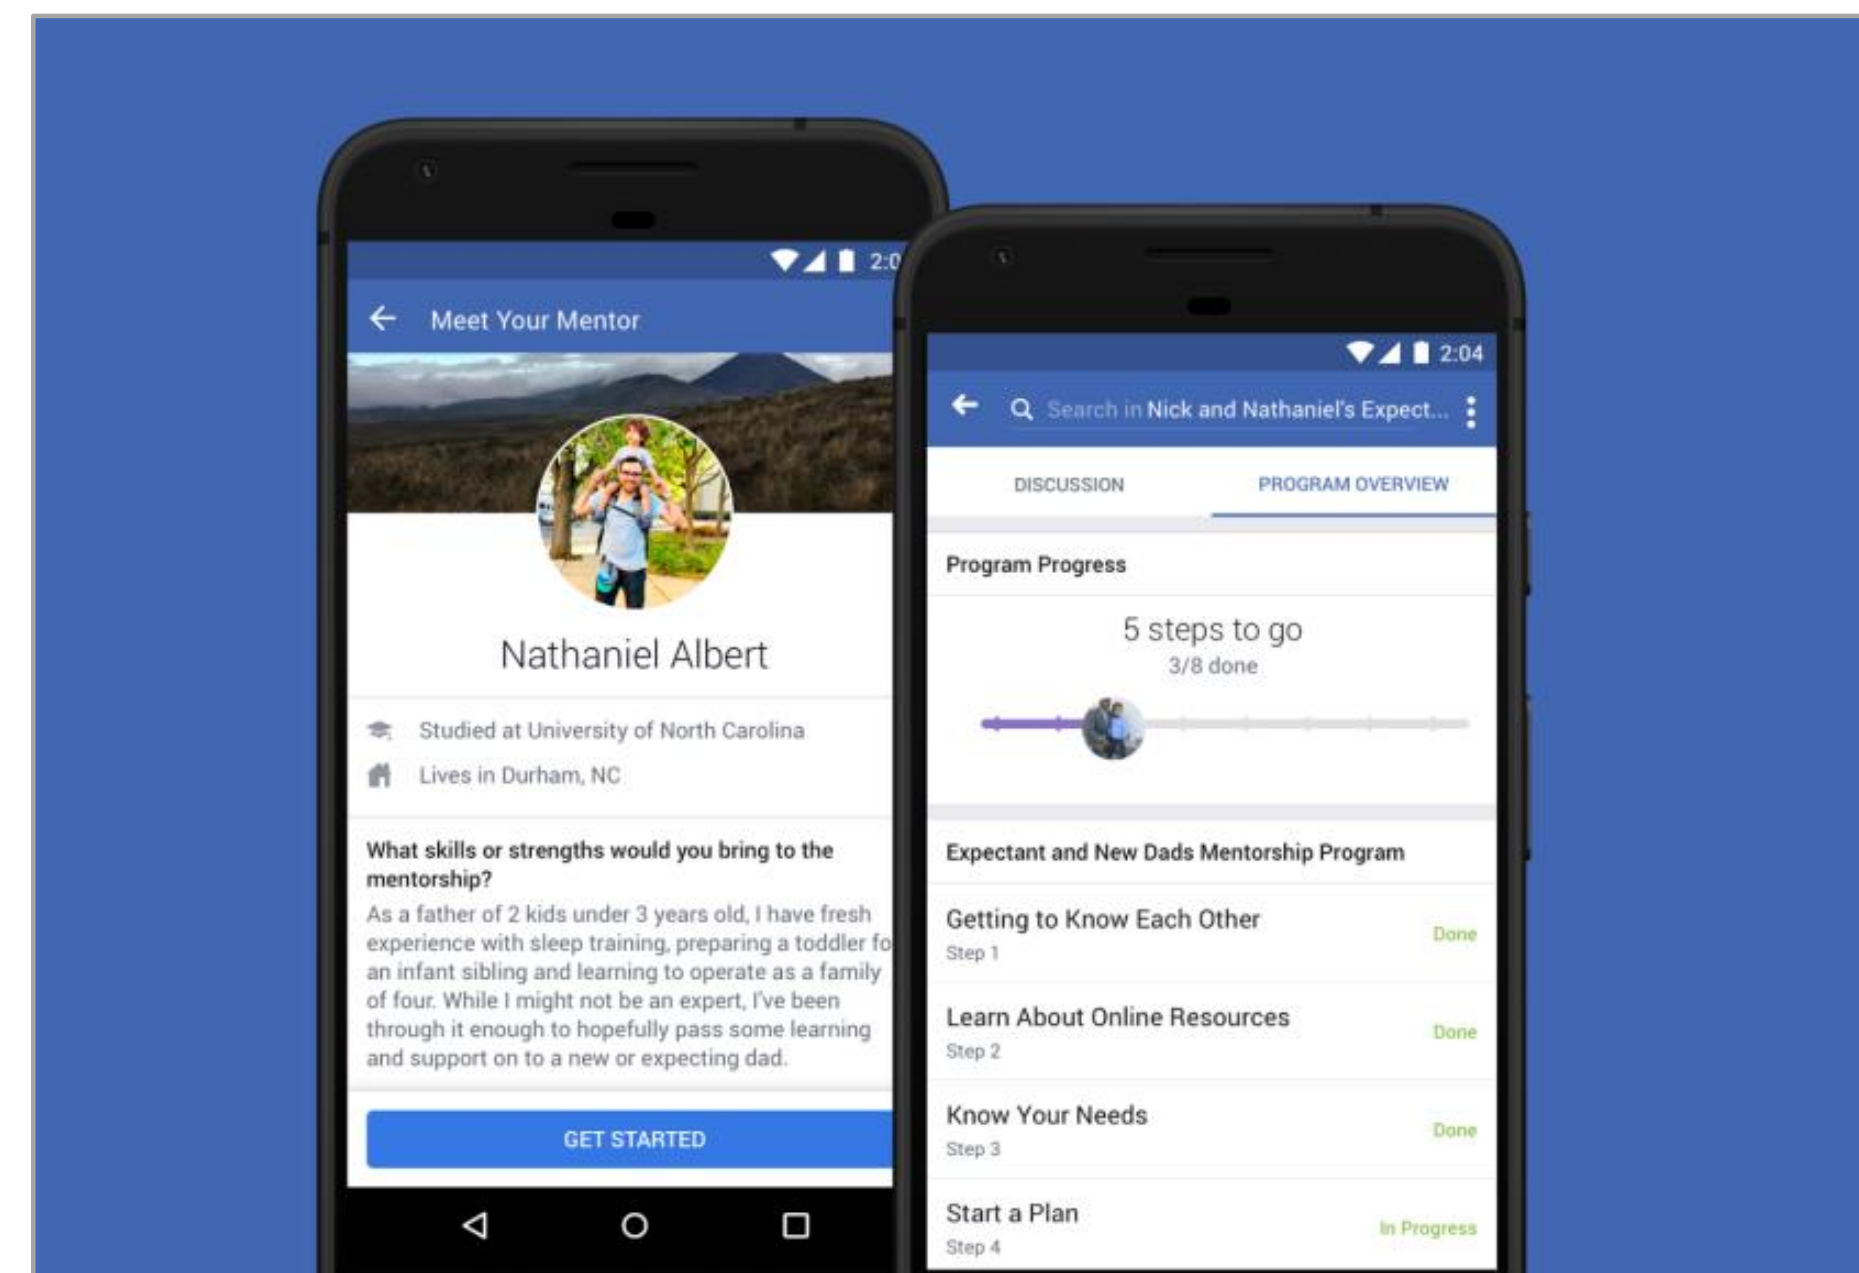 2:0
Meet Your Mentor
Nathaniel Albert
Studied at University of North Carolina
Lives in Durham, NC
What skills or strengths would you bring to the
mentorship?
As a father of 2 kids under 3 years old, I have fresh
experience with sleep training, preparing a toddler fo
an infant sibling and learning to operate as a family
of four. While I might not be an expert, I've been
through it enough to hopefully pass some learning
and support on to a new or expecting dad.
GET STARTED
2:04
Search in Nick and Nathaniel's Expect...
DISCUSSION PROGRAM OVERVIEW
Program Progress
5 steps to go
3/8 done
Expectant and New Dads Mentorship Program
Getting to Know Each Other
Step 1
Done
Learn About Online Resources
Step 2
Done
Know Your Needs
Step 3
Done
Start a Plan
Step 4
In Progress